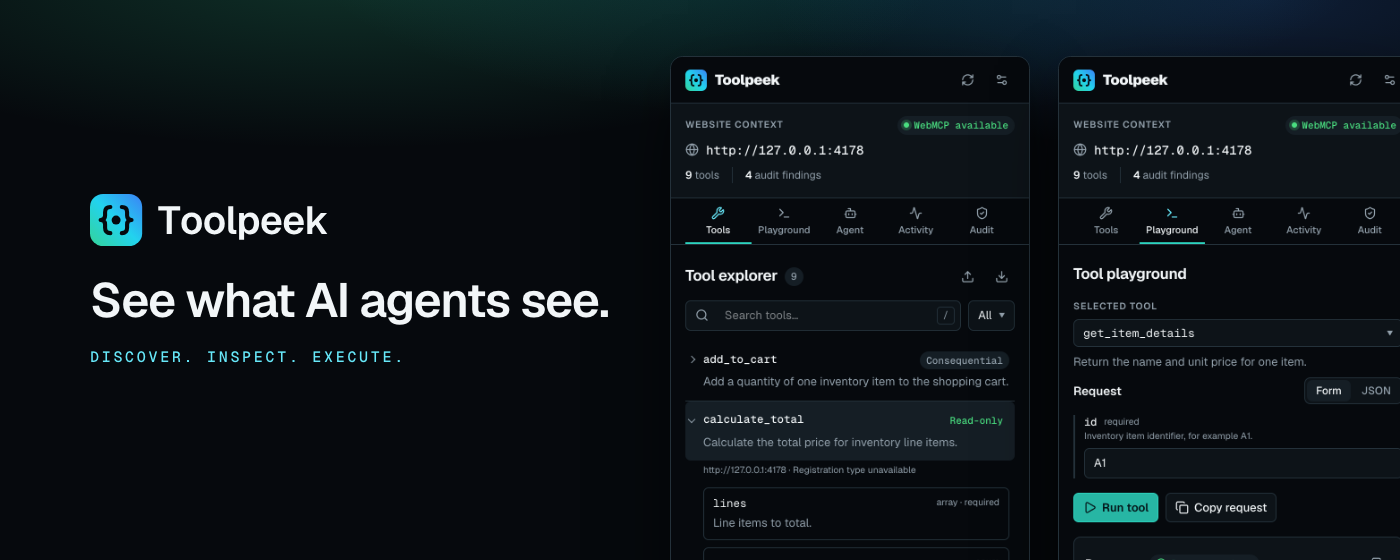 Toolpeek
See what AI agents see.
DISCOVER. INSPECT. EXECUTE.
Toolpeek
WEBSITE CONTEXT
WebMCP available
http://127.0.0.1:4178
9 tools
4 audit findings
Tools
Playground
Agent
Activity
Audit
Tool explorer 9
Search tools…
/
All
add_to_cart
Consequential
Add a quantity of one inventory item to the shopping cart.
calculate_total
Read-only
Calculate the total price for inventory line items.
http://127.0.0.1:4178 · Registration type unavailable
lines
array · required
Line items to total.
Toolpeek
WEBSITE CONTEXT
WebMCP available
http://127.0.0.1:4178
9 tools
4 audit findings
Tools
Playground
Agent
Activity
Audit
Tool playground
SELECTED TOOL
get_item_details
Return the name and unit price for one item.
Request
Form
JSON
id required
Inventory item identifier, for example A1.
A1
Run tool
Copy request